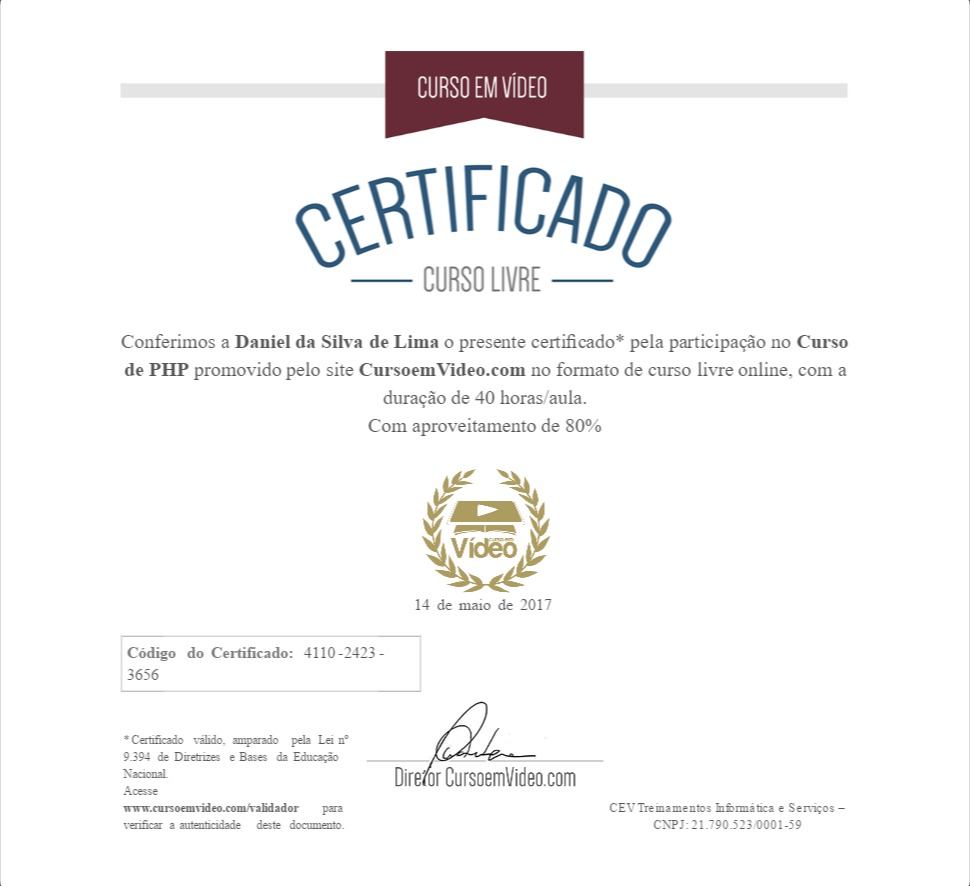 CURSO EM VÍDEO
CERTIFICADO
CURSO LIVRE
Conferimos a Daniel da Silva de Lima o presente certificado* pela participação no Curso
de PHP promovido pelo site CursoemVideo.com no formato de curso livre online, com a
duração de 40 horas/aula.
Com aproveitamento de 80%
CURSO EM
Vídeo
14 de maio de 2017
Código do Certificado: 4110-2423-
3656
*Certificado válido, amparado pela Lei nº
9.394 de Diretrizes e Bases da Educação
Nacional.
Acesse
www.cursoemvideo.com/validador para
verificar a autenticidade deste documento.
Diretor CursoemVideo.com
CEV Treinamentos Informática e Serviços –
CNPJ: 21.790.523/0001-59